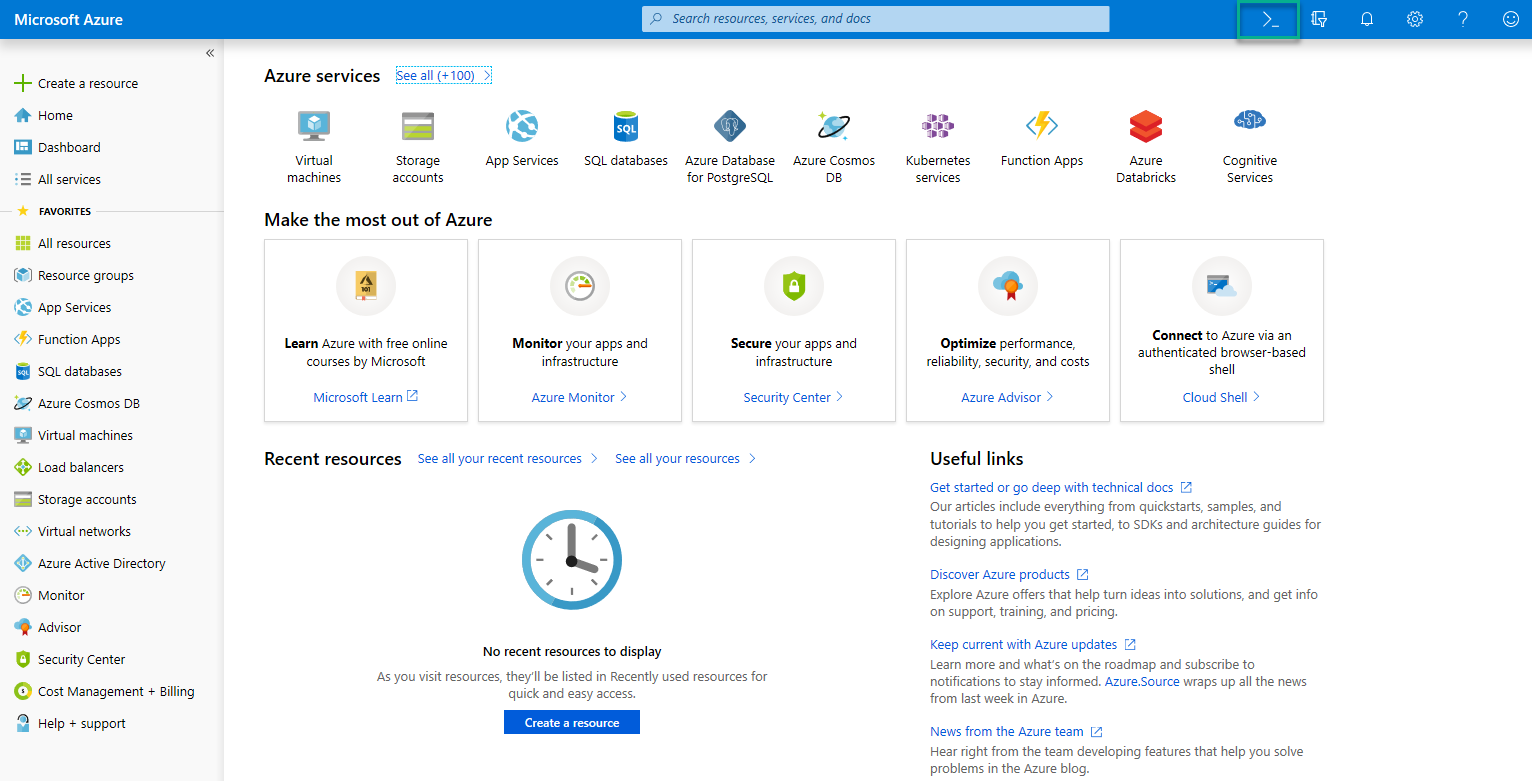 Microsoft Azure
Search resources, services, and docs
Create a resource
Home
Dashboard
All services
FAVORITES
All resources
Resource groups
App Services
Function Apps
SQL databases
Azure Cosmos DB
Virtual machines
Load balancers
Storage accounts
Virtual networks
Azure Active Directory
Monitor
Advisor
Security Center
Cost Management + Billing
Help + support
Azure services
See all (+100)
Virtual
machines
Storage
accounts
App Services
SQL
SQL databases
Azure Database
for PostgreSQL
Azure Cosmos
DB
Kubernetes
services
Function Apps
Azure
Databricks
Cognitive
Services
Make the most out of Azure
101
Learn Azure with free online
courses by Microsoft
Microsoft Learn
Monitor your apps and
infrastructure
Azure Monitor
Secure your apps and
infrastructure
Security Center
Optimize performance,
reliability, security, and costs
Azure Advisor
Connect to Azure via an
authenticated browser-based
shell
Cloud Shell
Recent resources
See all your recent resources
See all your resources
No recent resources to display
As you visit resources, they'll be listed in Recently used resources for
quick and easy access.
Create a resource
Useful links
Get started or go deep with technical docs
Our articles include everything from quickstarts, samples, and
tutorials to help you get started, to SDKs and architecture guides for
designing applications.
Discover Azure products
Explore Azure offers that help turn ideas into solutions, and get info
on support, training, and pricing.
Keep current with Azure updates
Learn more and what's on the roadmap and subscribe to
notifications to stay informed. Azure.Source wraps up all the news
from last week in Azure.
News from the Azure team
Hear right from the team developing features that help you solve
problems in the Azure blog.